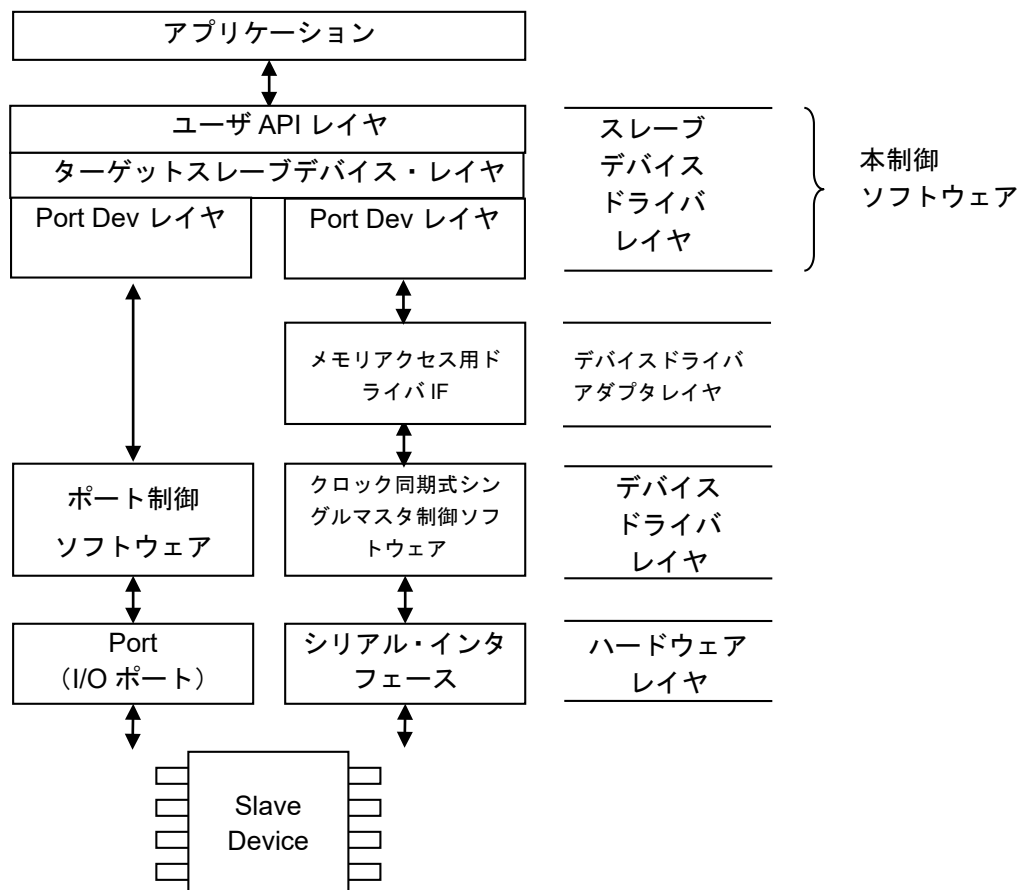 アプリケーション
ユーザ API レイヤ
ターゲットスレーブデバイス・レイヤ
Port Dev レイヤ
Port Dev レイヤ
スレーブ
デバイス
ドライバ
レイヤ
本制御
ソフトウェア
メモリアクセス用ド
ライバ IF
デバイスドライバ
アダプタレイヤ
ポート制御
ソフトウェア
クロック同期式シン
グルマスタ制御ソフ
トウェア
デバイス
ドライバ
レイヤ
Port
(I/O ポート)
シリアル・インタ
フェース
ハードウェア
レイヤ
Slave
Device